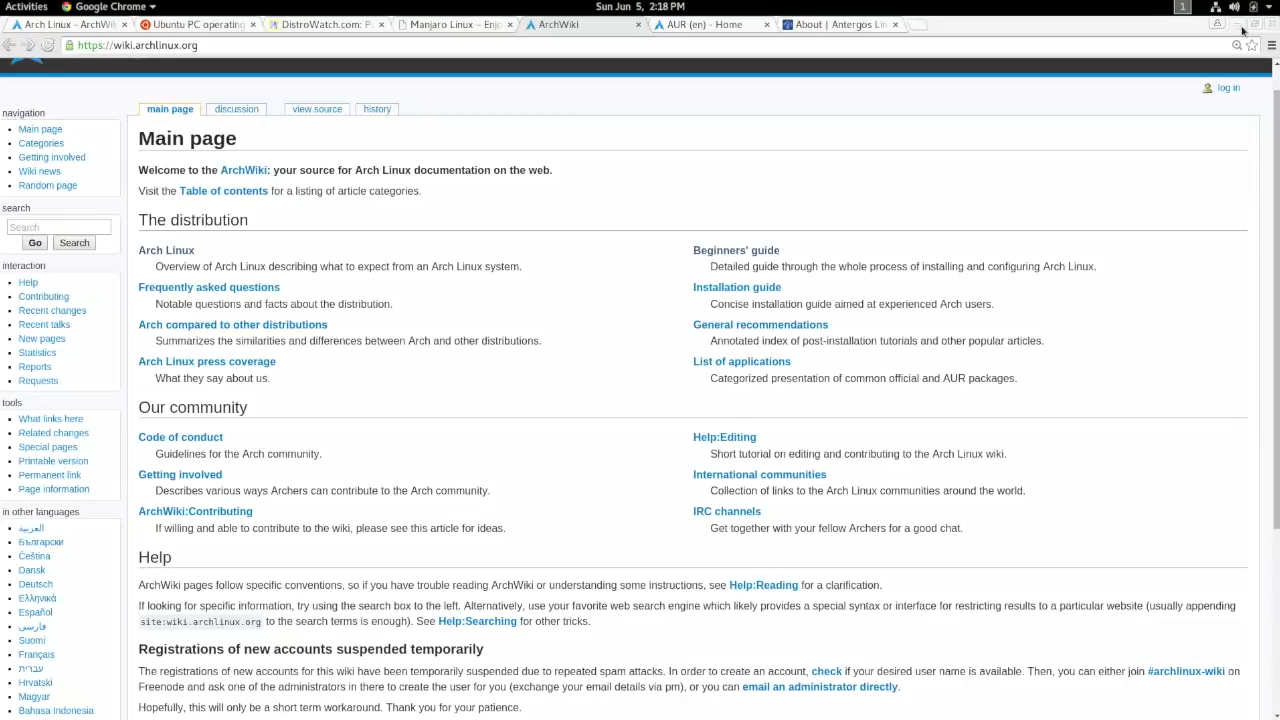 Activities
Google Chrome
Sun Jun 5, 2:18 PM
1
Arch Linux – ArchWi
Ubuntu PC operating
DistroWatch.com: P
Manjaro Linux – Enjo
ArchWiki
AUR (en) - Home
About | Antergos Lin
https://wiki.archlinux.org
log in
navigation
Main page
Categories
Getting involved
Wiki news
Random page
search
Search
Go
Search
interaction
Help
Contributing
Recent changes
Recent talks
New pages
Statistics
Reports
Requests
tools
What links here
Related changes
Special pages
Printable version
Permanent link
Page information
in other languages
العربية
Български
Čeština
Dansk
Deutsch
Ελληνικά
Español
فارسی
Suomi
Français
עברית
Hrvatski
Magyar
Bahasa Indonesia
main page
discussion
view source
history
Main page
Welcome to the ArchWiki: your source for Arch Linux documentation on the web.
Visit the Table of contents for a listing of article categories.
The distribution
Arch Linux
Overview of Arch Linux describing what to expect from an Arch Linux system.
Frequently asked questions
Notable questions and facts about the distribution.
Arch compared to other distributions
Summarizes the similarities and differences between Arch and other distributions.
Arch Linux press coverage
What they say about us.
Beginners' guide
Detailed guide through the whole process of installing and configuring Arch Linux.
Installation guide
Concise installation guide aimed at experienced Arch users.
General recommendations
Annotated index of post-installation tutorials and other popular articles.
List of applications
Categorized presentation of common official and AUR packages.
Our community
Code of conduct
Guidelines for the Arch community.
Getting involved
Describes various ways Archers can contribute to the Arch community.
ArchWiki:Contributing
If willing and able to contribute to the wiki, please see this article for ideas.
Help:Editing
Short tutorial on editing and contributing to the Arch Linux wiki.
International communities
Collection of links to the Arch Linux communities around the world.
IRC channels
Get together with your fellow Archers for a good chat.
Help
ArchWiki pages follow specific conventions, so if you have trouble reading ArchWiki or understanding some instructions, see Help:Reading for a clarification.
If looking for specific information, try using the search box to the left. Alternatively, use your favorite web search engine which likely provides a special syntax or interface for restricting results to a particular website (usually appending
site:wiki.archlinux.org to the search terms is enough). See Help:Searching for other tricks.
Registrations of new accounts suspended temporarily
The registrations of new accounts for this wiki have been temporarily suspended due to repeated spam attacks. In order to create an account, check if your desired user name is available. Then, you can either join #archlinux-wiki on
Freenode and ask one of the administrators in there to create the user for you (exchange your email details via pm), or you can email an administrator directly.
Hopefully, this will only be a short term workaround. Thank you for your patience.